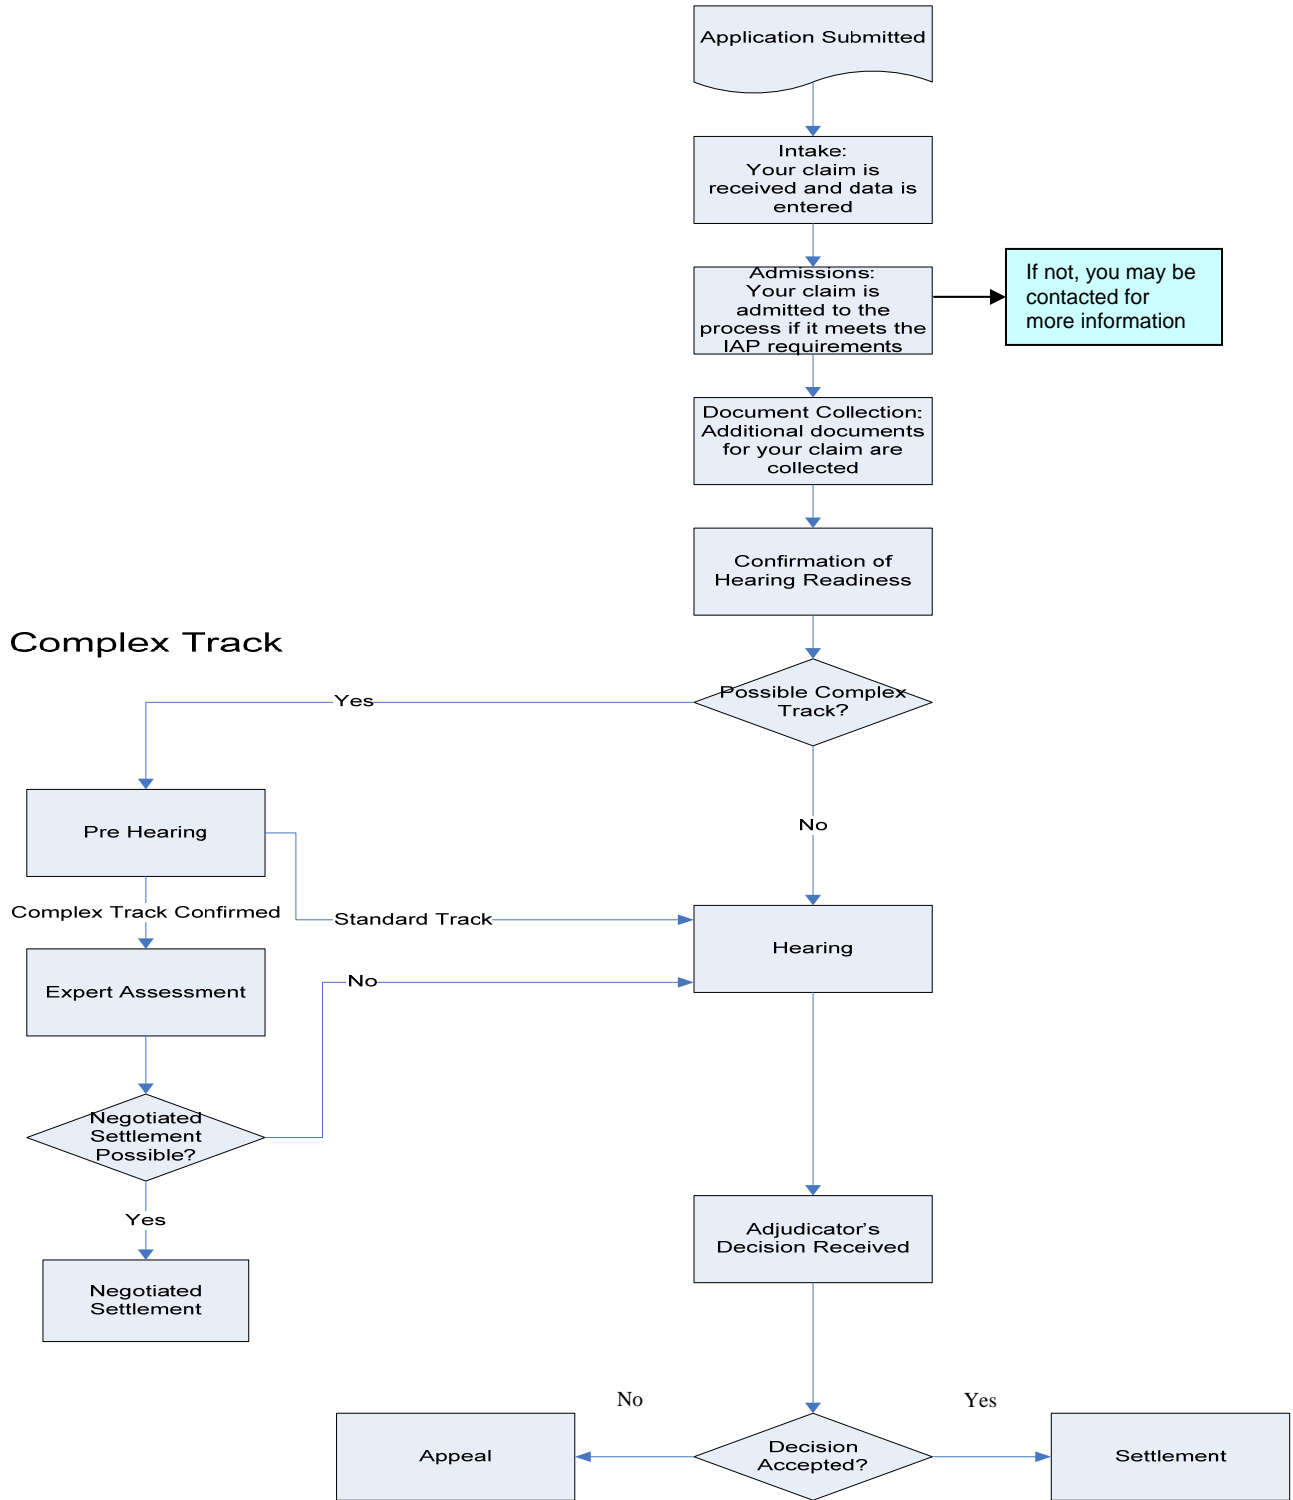 Application Submitted
Intake:
Your claim is
received and data is
entered
Admissions:
Your claim is
admitted to the
process if it meets the
IAP requirements
If not, you may be
contacted for
more information
Document Collection:
Additional documents
for your claim are
collected
Confirmation of
Hearing Readiness
Complex Track
Possible Complex
Track?
Yes
No
Pre Hearing
Complex Track Confirmed
Standard Track
Hearing
Expert Assessment
No
Negotiated
Settlement
Possible?
Yes
Negotiated
Settlement
Adjudicator’s
Decision Received
No
Yes
Appeal
Decision
Accepted?
Settlement